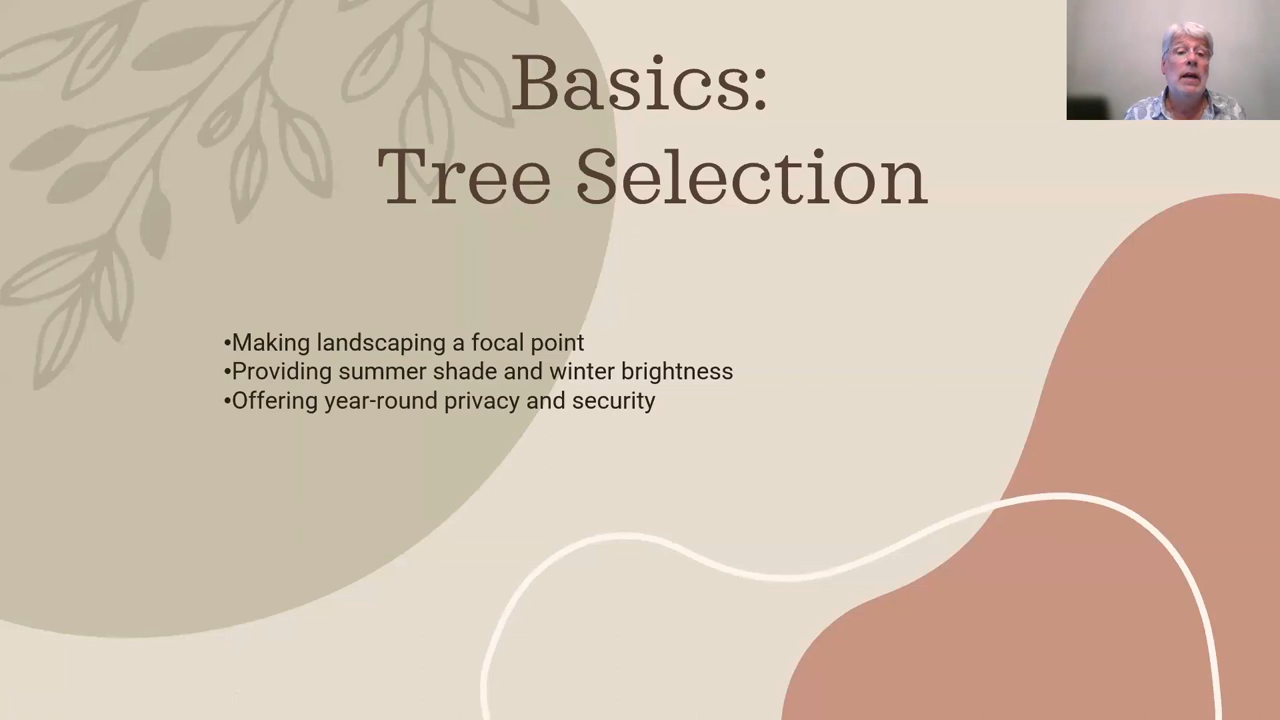 Basics:
Tree Selection
•Making landscaping a focal point
•Providing summer shade and winter brightness
•Offering year-round privacy and security